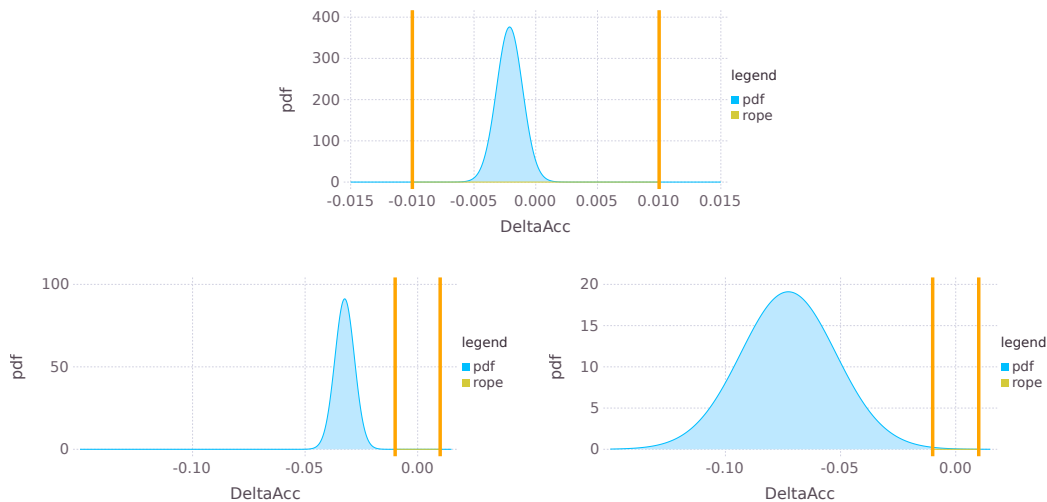 400
300
200
100
0
pdf
-0.015 -0.010 -0.005 0.000 0.005 0.010 0.015
DeltaAcc
legend
pdf
rope
100
50
0
pdf
-0.10 -0.05 0.00
DeltaAcc
legend
pdf
rope
20
15
10
5
0
pdf
-0.10 -0.05 0.00
DeltaAcc
legend
pdf
rope